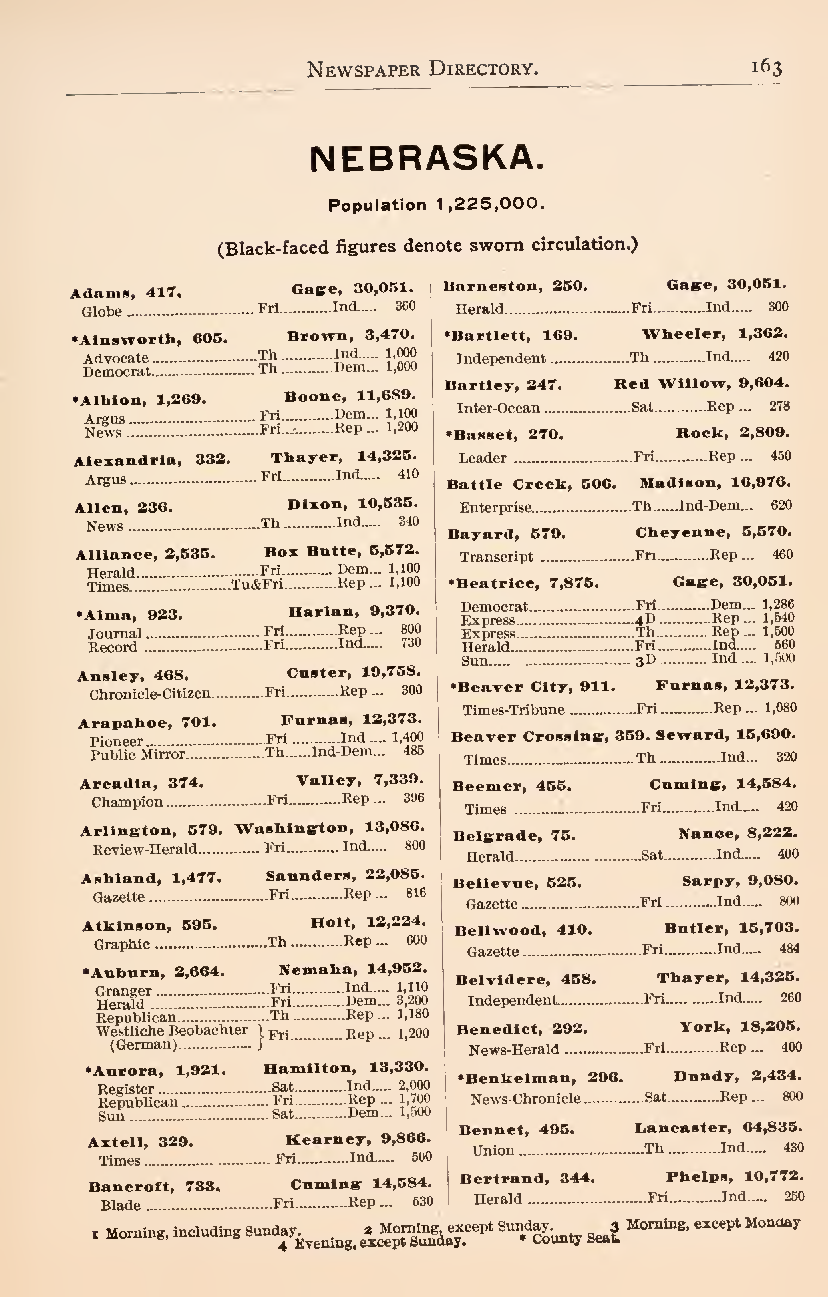 NEWSPAPER DIRECTORY. 163
NEBRASKA.
Population 1,225,000.
(Black-faced figures denote sworn circulation.)
Adams, 417. Gage, 30,051.
Globe Fri. Ind. 360
*Ainsworth, 605. Brown, 3,470.
Advocate Th Ind. 1,000
Democrat Th Dem. 1,000
*Albion, 1,269. Boone, 11,689.
Argus Fri. Dem. 1,100
News Fri. Rep 1,200
Alexandria, 332. Thayer, 14,325.
Argus Fri. Ind. 410
Allen, 236. Dixon, 10,535.
News Th Ind. 340
Alliance, 2,535. Box Butte, 5,572.
Herald Fri. Dem. 1,100
Times Tu&Fri. Rep 1,100
*Alma, 923. Harlan, 9,370.
Journal Fri. Rep 800
Record Fri. Ind. 730
Ansley, 468. Custer, 19,758.
Chronicle-Citizen Fri. Rep 300
Arapahoe, 701. Furnas, 12,373.
Pioneer Fri Ind 1,400
Public Mirror Th Ind-Dem. 485
Arcadia, 374. Valley, 7,339.
Champion Fri. Rep 396
Arlington, 579. Washington, 13,086.
Review-Herald Fri. Ind. 800
Ashland, 1,477. Saunders, 22,085.
Gazette Fri. Rep 816
Atkinson, 595. Holt, 12,224.
Graphic Th Rep 600
*Auburn, 2,664. Nemaha, 14,952.
Granger Fri. Ind. 1,110
Herald Fri. Dem. 3,200
Republican Th Rep 1,180
Westliche Beobachter
(German) } Fri. Rep 1,200
*Aurora, 1,921. Hamilton, 13,330.
Register Sat. Ind. 2,000
Republican Fri. Rep 1,700
Sun Sat. Dem. 1,500
Axtell, 329. Kearney, 9,866.
Times Fri. Ind. 500
Bancroft, 733. Cuming 14,584.
Blade Fri. Rep 630
Barneston, 250. Gage, 30,051.
Herald Fri. Ind. 300
*Bartlett, 169. Wheeler, 1,362.
Independent Th Ind. 420
Bartley, 247. Red Willow, 9,604.
Inter-Ocean Sat. Rep 278
*Basset, 270. Rock, 2,809.
Leader Fri. Rep 450
Battle Creek, 506. Madison, 16,976.
Enterprise Th Ind-Dem. 620
Bayard, 579. Cheyenne, 5,570.
Transcript Fri Rep 460
*Beatrice, 7,875. Gage, 30,051.
Democrat Fri Dem. 1,286
Express 4D Rep 1,540
Express Th. Rep 1,500
Herald Fri. Ind. 560
Sun 3D Ind 1,500
*Beaver City, 911. Furnas, 12,373.
Times-Tribune Fri Rep 1,080
Beaver Crossing, 359. Seward, 15,690.
Times Th Ind. 320
Beemer, 455. Cuming, 14,584.
Times Fri. Ind. 420
Belgrade, 75. Nance, 8,222.
Herald Sat. Ind. 400
Bellevue, 525. Sarpy, 9,080.
Gazette Fri Ind. 800
Bellwood, 410. Butler, 15,703.
Gazette Fri. Ind. 484
Belvidere, 458. Thayer, 14,325.
Independent Fri. Ind. 260
Benedict, 292. York, 18,205.
News-Herald Fri. Rep 400
*Benkelman, 296. Dundy, 2,434.
News-Chronicle Sat. Rep 800
Bennet, 495. Lancaster, 64,835.
Union Th Ind. 430
Bertrand, 344. Phelps, 10,772.
Herald Fri. Ind. 250
1 Morning, including Sunday. 2 Morning, except Sunday. 3 Morning, except Monday
4 Evening, except Sunday. * County Seat.